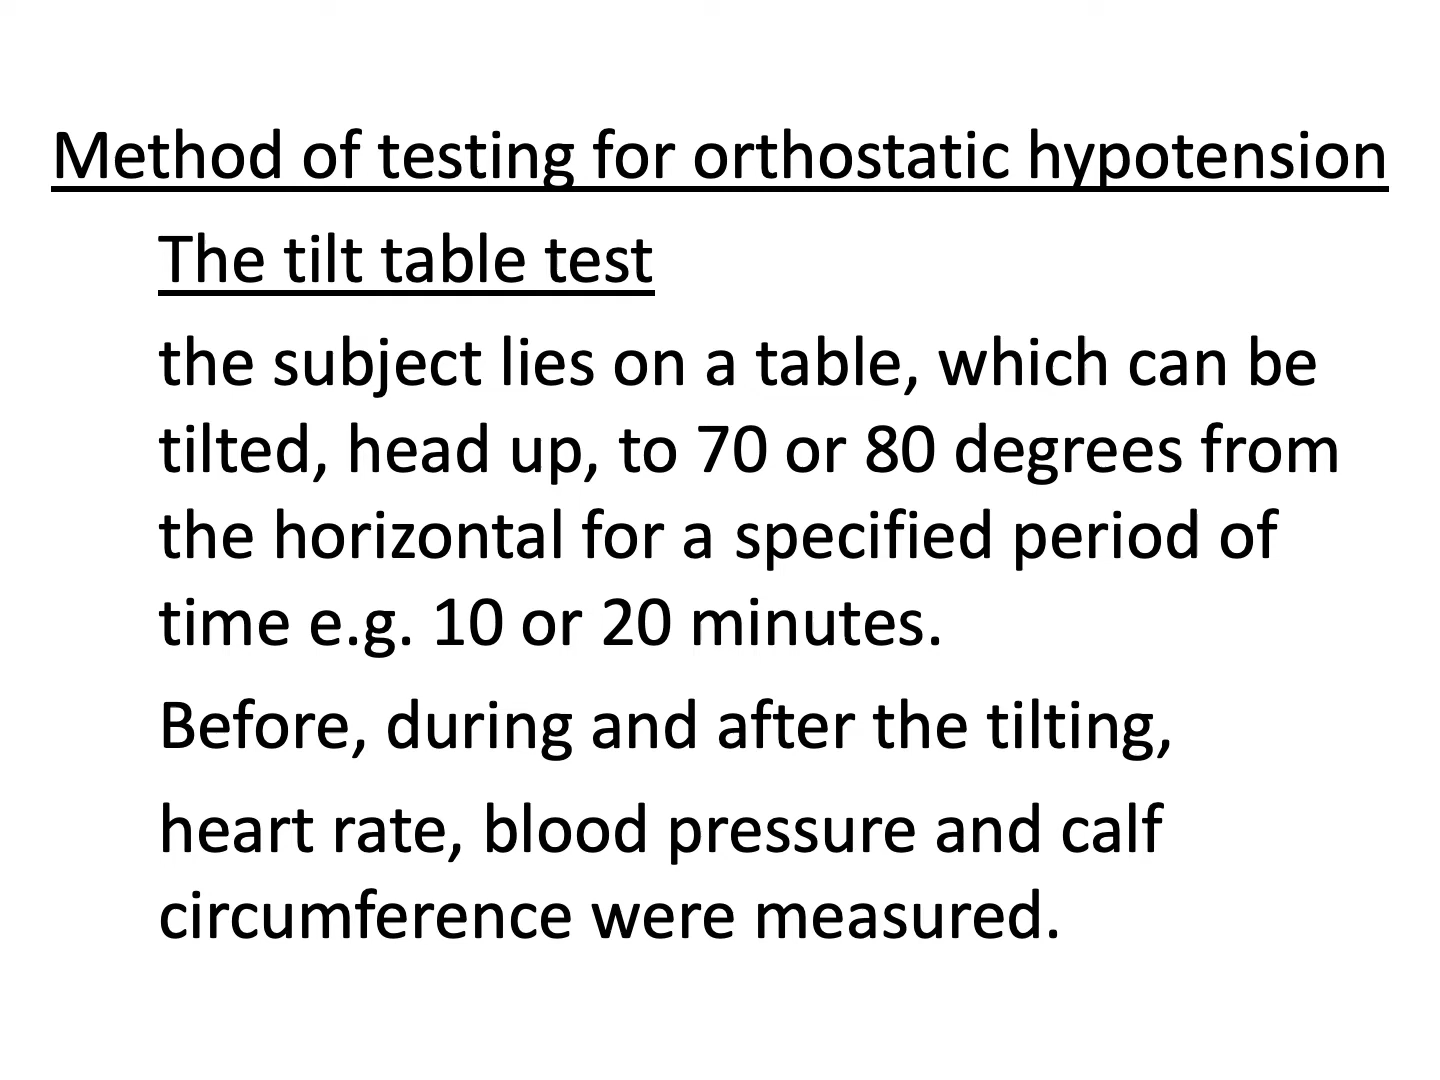 Method of testing for orthostatic hypotension
The tilt table test
the subject lies on a table, which can be
tilted, head up, to 70 or 80 degrees from
the horizontal for a specified period of
time e.g. 10 or 20 minutes.
Before, during and after the tilting,
heart rate, blood pressure and calf
circumference were measured.